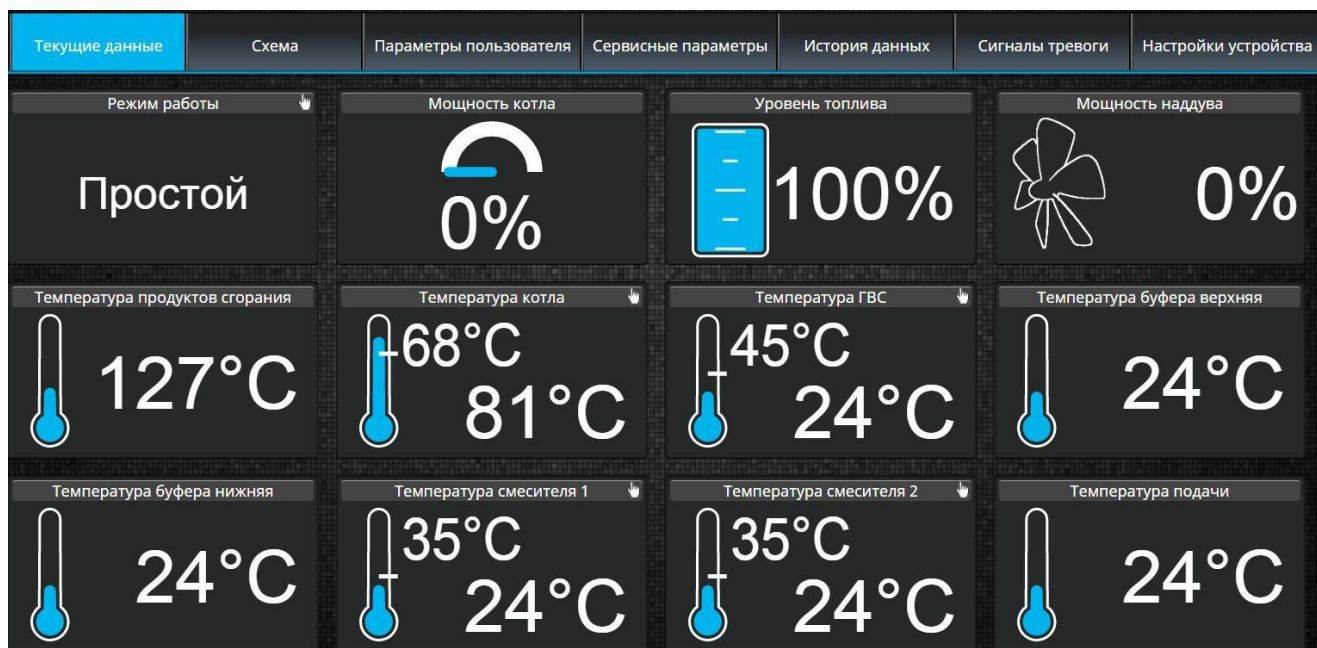 Текущие данные
Схема
Параметры пользователя
Сервисные параметры
История данных
Сигналы тревоги
Настройки устройства
Режим работы
Простой
Мощность котла
0%
Уровень топлива
100%
Мощность наддува
0%
Температура продуктов сгорания
127°C
Температура котла
68°C
81°C
Температура ГВС
45°C
24°C
Температура буфера верхняя
24°C
Температура буфера нижняя
24°C
Температура смесителя 1
35°C
24°C
Температура смесителя 2
35°C
24°C
Температура подачи
24°C